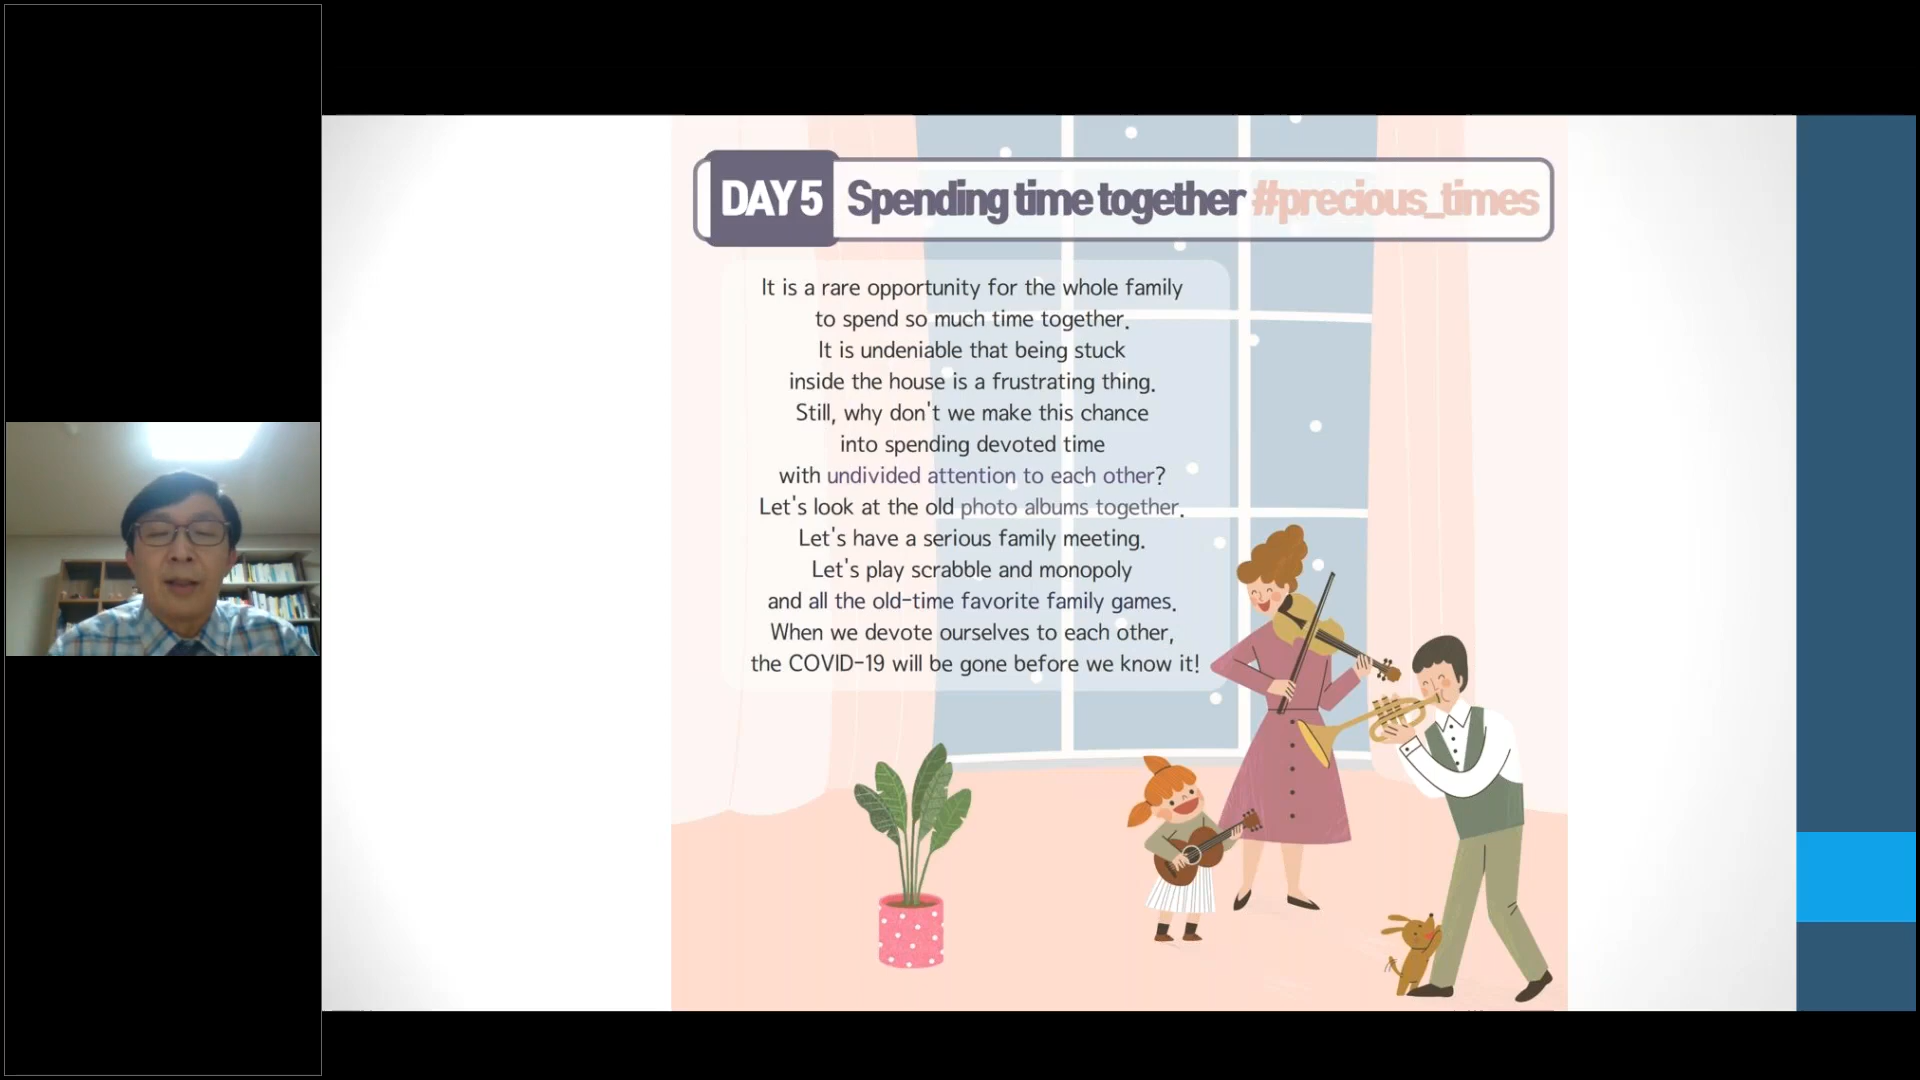 DAY 5 Spending time together #precious_times
It is a rare opportunity for the whole family
to spend so much time together.
It is undeniable that being stuck
inside the house is a frustrating thing.
Still, why don't we make this chance
into spending devoted time
with undivided attention to each other?
Let's look at the old photo albums together.
Let's have a serious family meeting.
Let's play scrabble and monopoly
and all the old-time favorite family games.
When we devote ourselves to each other,
the COVID-19 will be gone before we know it!